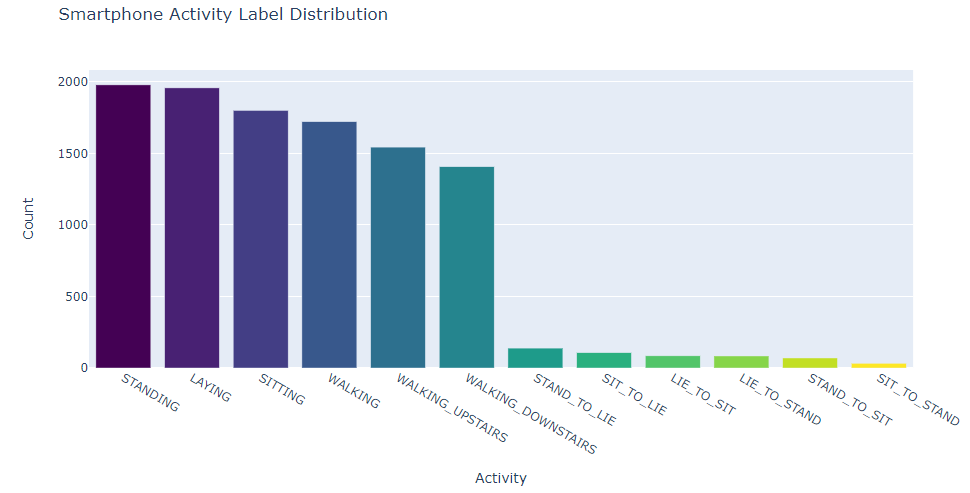 Smartphone Activity Label Distribution
Count
2000
1500
1000
500
0
STANDING
LAYING
SITTING
WALKING
WALKING_UPSTAIRS
WALKING_DOWNSTAIRS
STAND_TO_LIE
SIT_TO_LIE
LIE_TO_SIT
LIE_TO_STAND
STAND_TO_SIT
SIT_TO_STAND
Activity